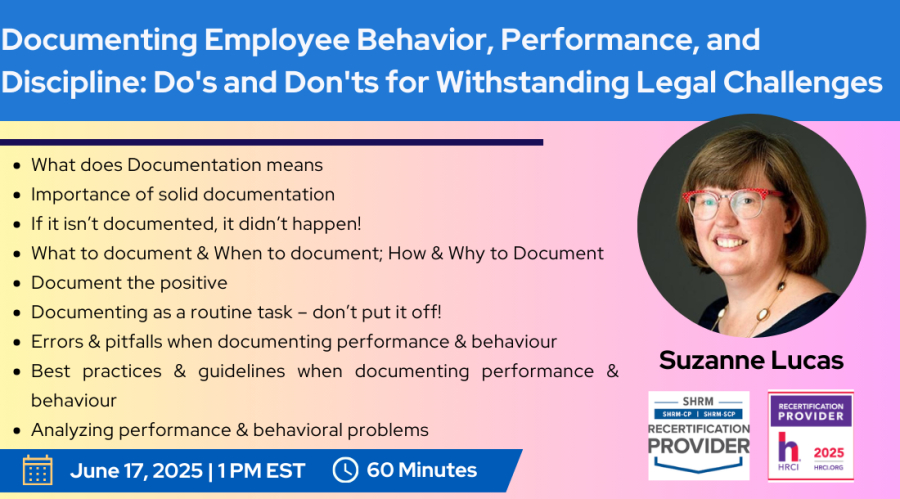 Documenting Employee Behavior, Performance, and
Discipline: Do's and Don'ts for Withstanding Legal Challenges
What does Documentation means
Importance of solid documentation
If it isn't documented, it didn't happen!
What to document & When to document; How & Why to Document
Document the positive
Documenting as a routine task – don't put it off!
Errors & pitfalls when documenting performance & behaviour
Best practices & guidelines when documenting performance &
behaviour
Analyzing performance & behavioral problems
June 17, 2025 | 1 PM EST
60 Minutes
Suzanne Lucas
SHRM
SHRM-CP | SHRM-SCP
RECERTIFICATION
PROVIDER
RECERTIFICATION
PROVIDER
h
HRCI
2025
HRCI.ORG